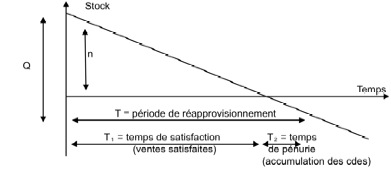 Stock
Q
n
Temps
T = période de réapprovisionnement
T₁ = temps de satisfaction
(ventes satisfaites)
T₂ = temps
de pénurie
(accumulation des cdes)